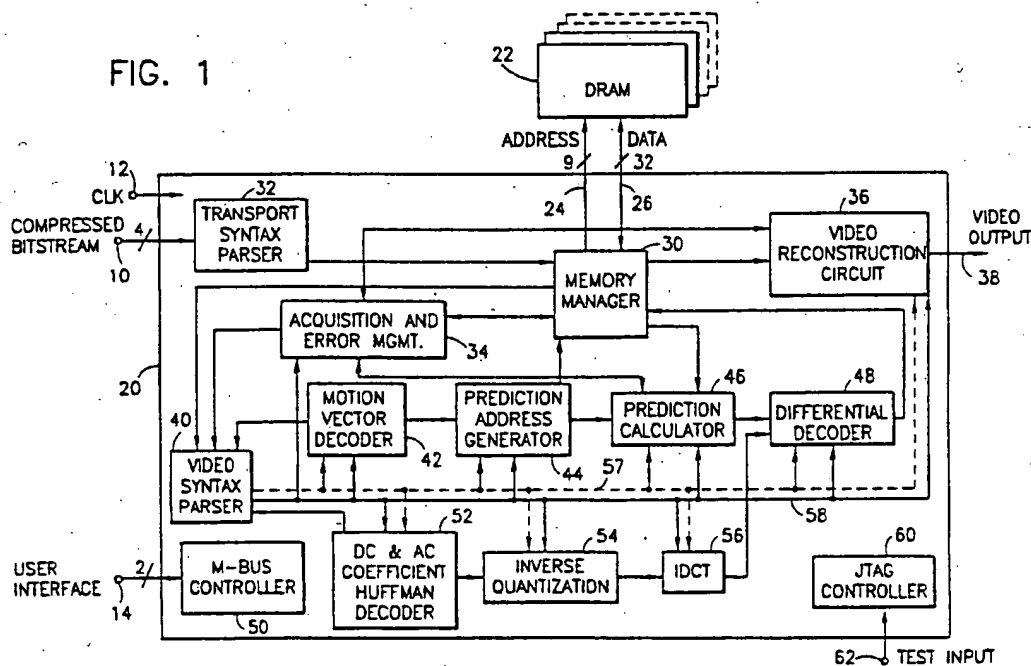 FIG. 1
22
DRAM
ADDRESS
DATA
9
32
24
26
12
CLK
COMPRESSED
BITSTREAM
4
10
32
TRANSPORT
SYNTAX
PARSER
30
MEMORY
MANAGER
36
VIDEO
RECONSTRUCTION
CIRCUIT
VIDEO
OUTPUT
38
ACQUISITION AND
ERROR MGMT.
34
20
40
VIDEO
SYNTAX
PARSER
MOTION
VECTOR
DECODER
42
PREDICTION
ADDRESS
GENERATOR
44
46
PREDICTION
CALCULATOR
48
DIFFERENTIAL
DECODER
57
58
52
DC & AC
COEFFICIENT
HUFFMAN
DECODER
54
INVERSE
QUANTIZATION
56
IDCT
60
JTAG
CONTROLLER
USER
INTERFACE
2
14
M-BUS
CONTROLLER
50
62
TEST INPUT